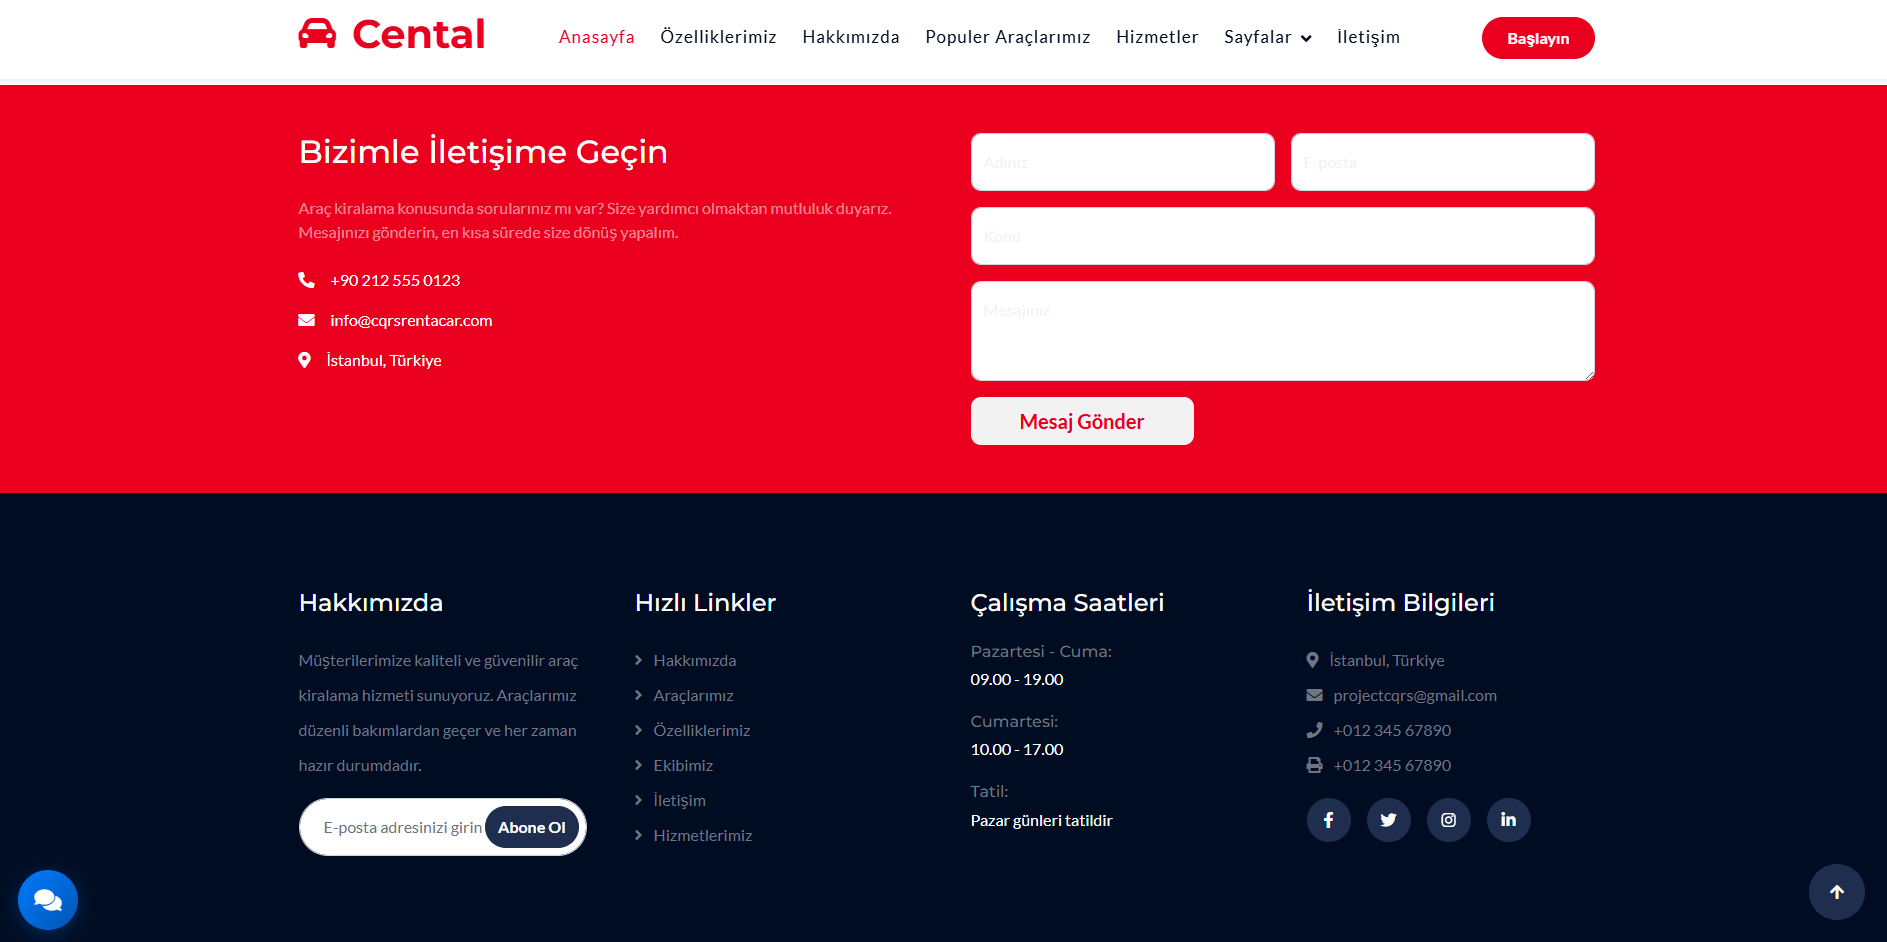 Cental
Anasayfa
Özelliklerimiz
Hakkımızda
Populer Araçlarımız
Hizmetler
Sayfalar
İletişim
Başlayın
Bizimle İletişime Geçin
Araç kiralama konusunda sorularınız mı var? Size yardımcı olmaktan mutluluk duyarız.
Mesajınızı gönderin, en kısa sürede size dönüş yapalım.
+90 212 555 0123
info@cqrsrentacar.com
İstanbul, Türkiye
Adınız
E-posta
Konu
Mesajınız
Mesaj Gönder
Hakkımızda
Müşterilerimize kaliteli ve güvenilir araç
kiralama hizmeti sunuyoruz. Araçlarımız
düzenli bakımlardan geçer ve her zaman
hazır durumdadır.
E-posta adresinizi girin
Abone Ol
Hızlı Linkler
Hakkımızda
Araçlarımız
Özelliklerimiz
Ekibimiz
İletişim
Hizmetlerimiz
Çalışma Saatleri
Pazartesi - Cuma:
09.00 - 19.00
Cumartesi:
10.00 - 17.00
Tatil:
Pazar günleri tatildir
İletişim Bilgileri
İstanbul, Türkiye
projectcqrs@gmail.com
+012 345 67890
+012 345 67890